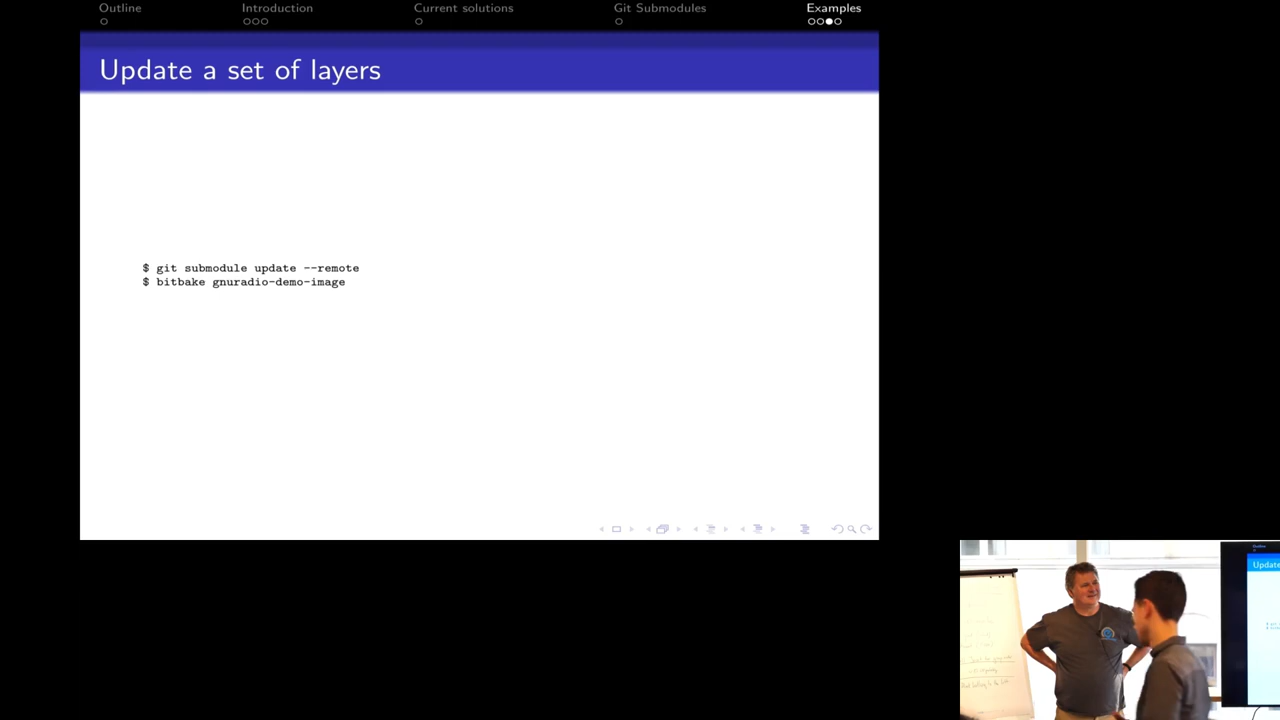 Outline
Introduction
Current solutions
Git Submodules
Examples
Update a set of layers
$ git submodule update --remote
$ bitbake gnuradio-demo-image
Update